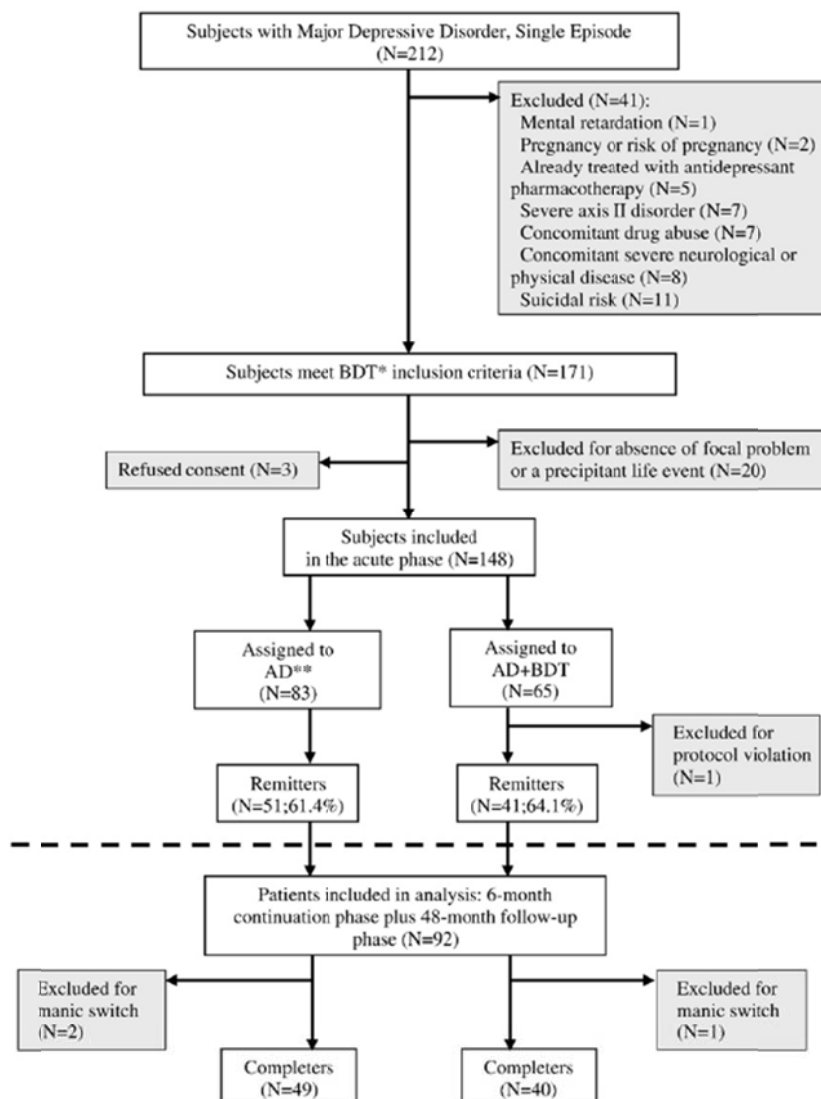 Subjects with Major Depressive Disorder, Single Episode
(N=212)
Excluded (N=41):
Mental retardation (N=1)
Pregnancy or risk of pregnancy (N=2)
Already treated with antidepressant
pharmacotherapy (N=5)
Severe axis II disorder (N=7)
Concomitant drug abuse (N=7)
Concomitant severe neurological or
physical disease (N=8)
Suicidal risk (N=11)
Subjects meet BDT* inclusion criteria (N=171)
Refused consent (N=3)
Excluded for absence of focal problem
or a precipitant life event (N=20)
Subjects included
in the acute phase (N=148)
Assigned to
AD**
(N=83)
Assigned to
AD+BDT
(N=65)
Excluded for
protocol violation
(N=1)
Remitters
(N=51;61.4%)
Remitters
(N=41;64.1%)
Patients included in analysis: 6-month
continuation phase plus 48-month follow-up
phase (N=92)
Excluded for
manic switch
(N=2)
Excluded for
manic switch
(N=1)
Completers
(N=49)
Completers
(N=40)